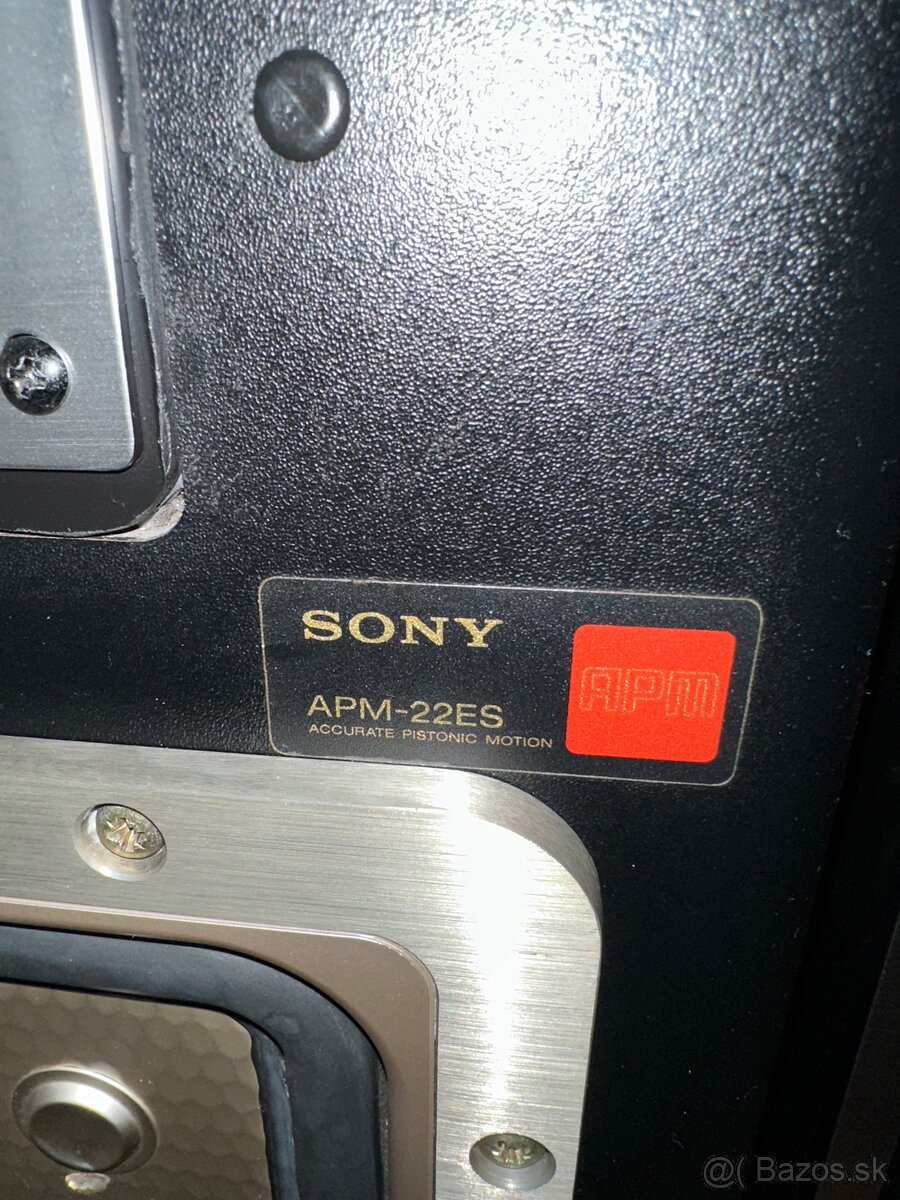 SONY
APM-22ES
ACCURATE PISTONIC MOTION
APM
@( Bazos.sk